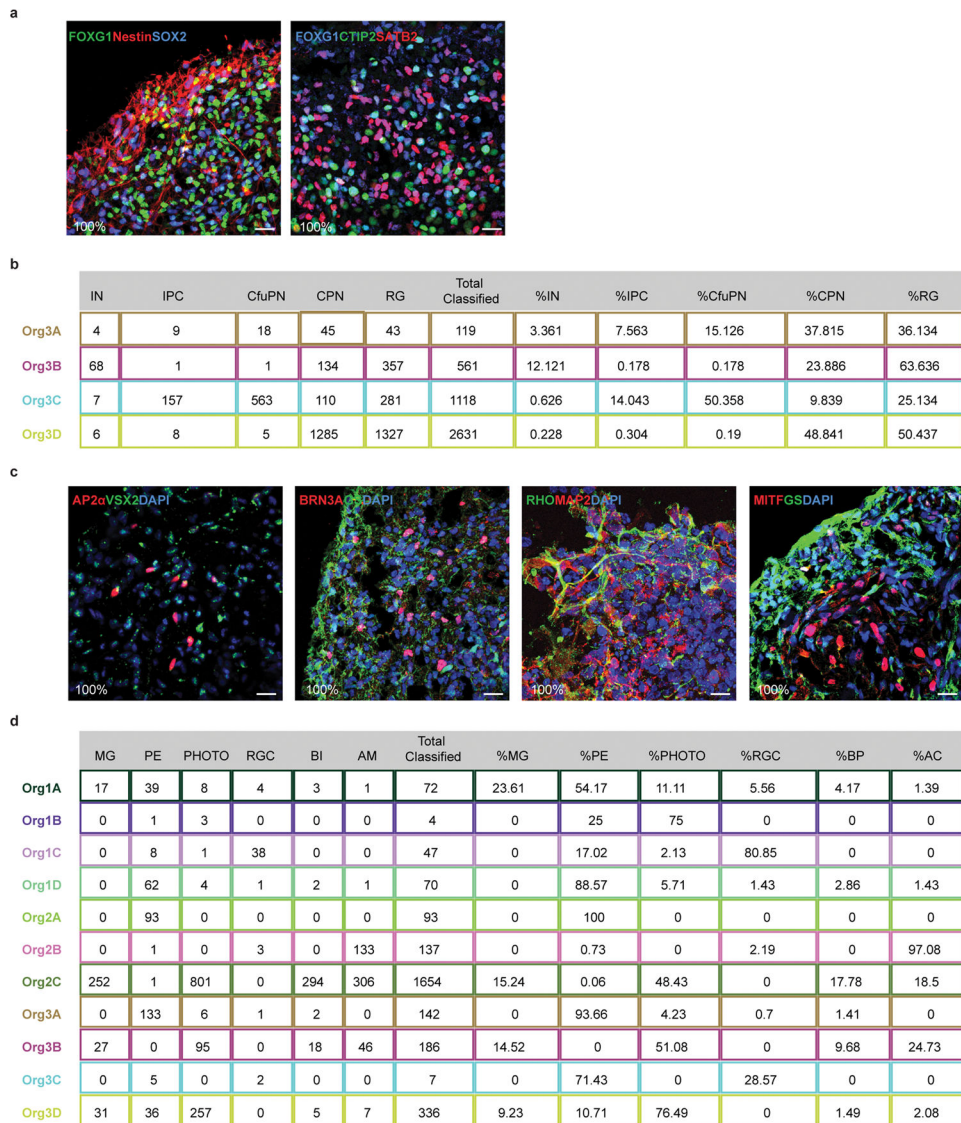 a
FOXG1NestinSOX2 FOXG1CTIP2SATB2
100% 100%
b
IN IPC CfuPN CPN RG Total Classified %IN %IPC %CfuPN %CPN %RG
Org3A 4 9 18 45 43 119 3.361 7.563 15.126 37.815 36.134
Org3B 68 1 1 134 357 561 12.121 0.178 0.178 23.886 63.636
Org3C 7 157 563 110 281 1118 0.626 14.043 50.358 9.839 25.134
Org3D 6 8 5 1285 1327 2631 0.228 0.304 0.19 48.841 50.437
c
AP2αVSX2DAPI BRN3AGSDAPI RHOMAP2DAPI MITFGSDAPI
100% 100% 100% 100%
d
MG PE PHOTO RGC BI AM Total Classified %MG %PE %PHOTO %RGC %BP %AC
Org1A 17 39 8 4 3 1 72 23.61 54.17 11.11 5.56 4.17 1.39
Org1B 0 1 3 0 0 0 4 0 25 75 0 0 0
Org1C 0 8 1 38 0 0 47 0 17.02 2.13 80.85 0 0
Org1D 0 62 4 1 2 1 70 0 88.57 5.71 1.43 2.86 1.43
Org2A 0 93 0 0 0 0 93 0 100 0 0 0 0
Org2B 0 1 0 3 0 133 137 0 0.73 0 2.19 0 97.08
Org2C 252 1 801 0 294 306 1654 15.24 0.06 48.43 0 17.78 18.5
Org3A 0 133 6 1 2 0 142 0 93.66 4.23 0.7 1.41 0
Org3B 27 0 95 0 18 46 186 14.52 0 51.08 0 9.68 24.73
Org3C 0 5 0 2 0 0 7 0 71.43 0 28.57 0 0
Org3D 31 36 257 0 5 7 336 9.23 10.71 76.49 0 1.49 2.08